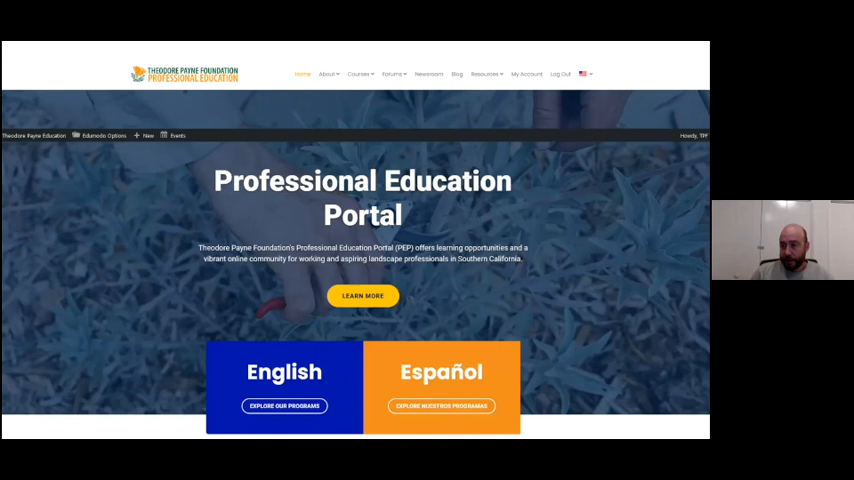 THEODORE PAYNE FOUNDATION
PROFESSIONAL EDUCATION
Home About Courses Forums Newsroom Blog Resources My Account Log Out
Theodore Payne Education Edumodo Options New Events Howdy, TPF
Professional Education
Portal
Theodore Payne Foundation's Professional Education Portal (PEP) offers learning opportunities and a
vibrant online community for working and aspiring landscape professionals in Southern California.
LEARN MORE
English Español
EXPLORE OUR PROGRAMS EXPLORE NUESTROS PROGRAMAS